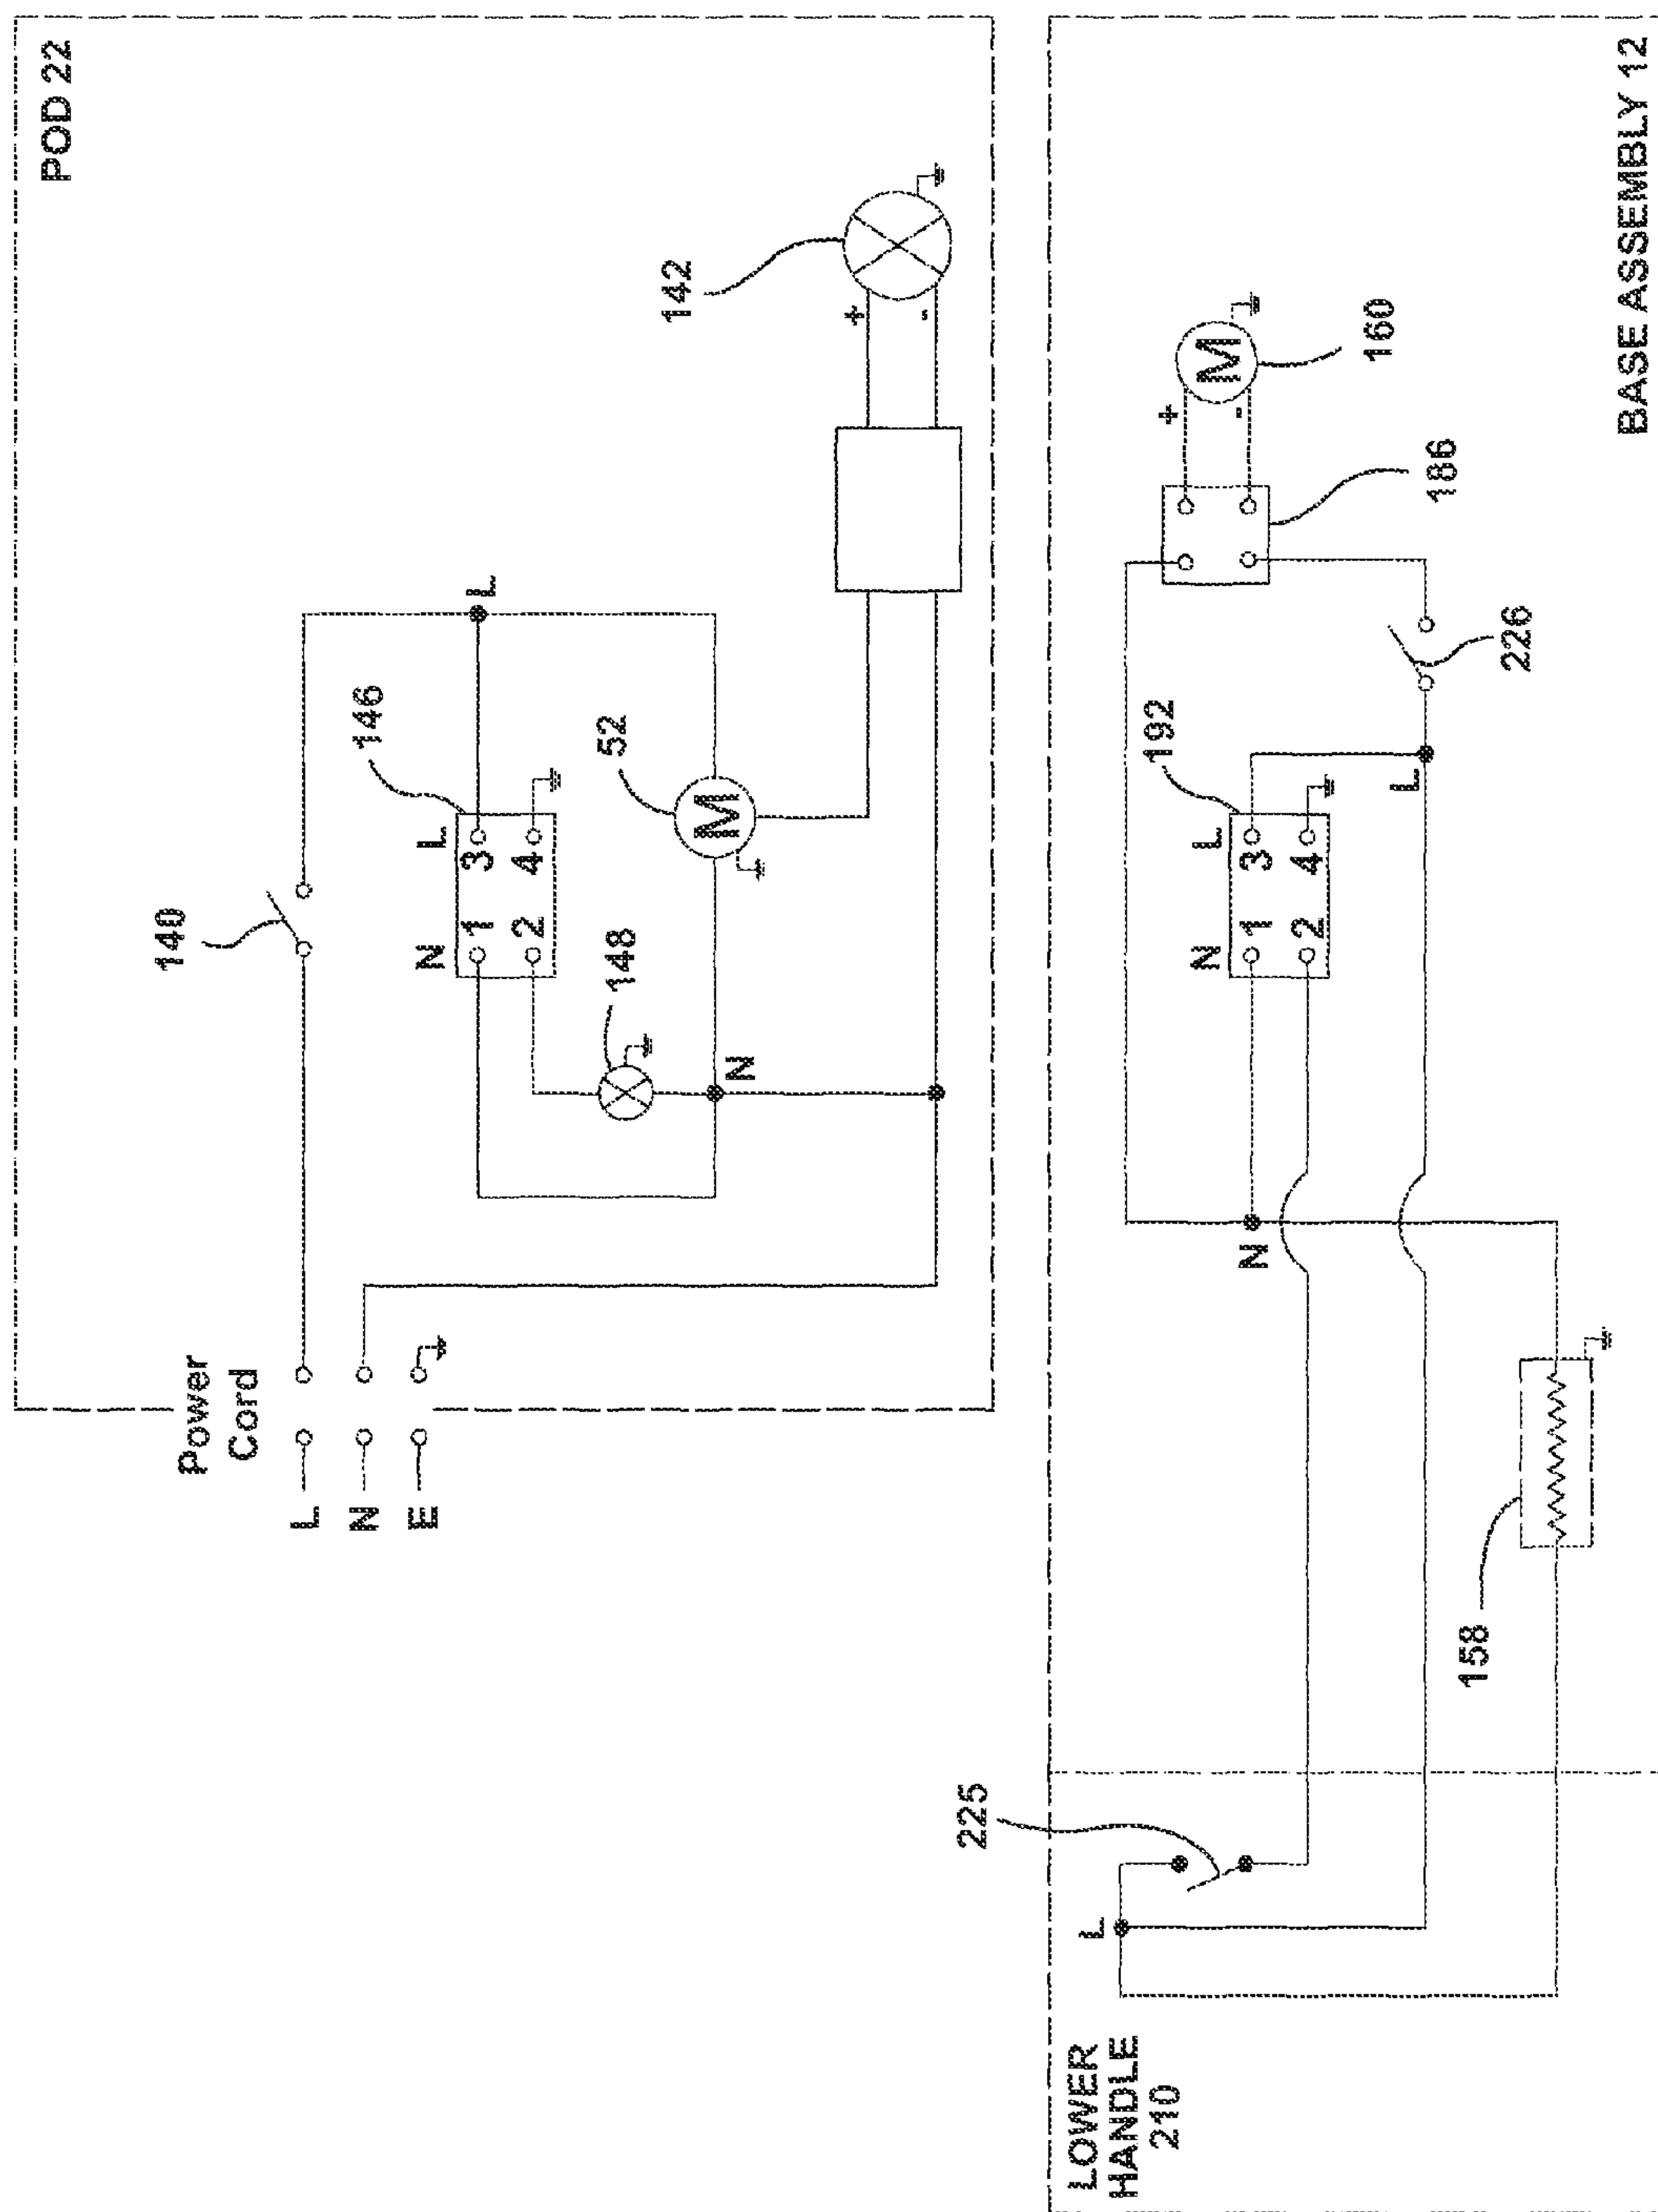 POD 22
142
L
146
140
L
3
4
N
1
2
52
M
148
N
+
-
Power
Cord
L
N
E
BASE ASSEMBLY 12
160
M
+
-
186
226
192
L
3
4
L
N
1
2
N
158
225
L
LOWER
HANDLE
210